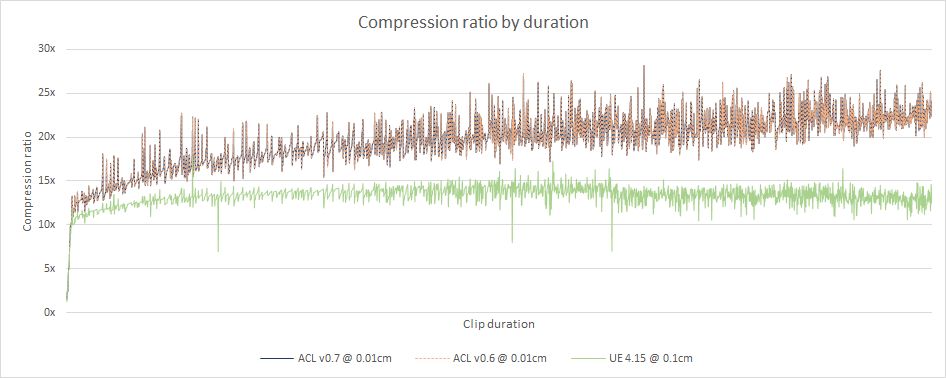 Compression ratio by duration
30x
25x
20x
15x
10x
5x
0x
Compression ratio
Clip duration
ACL v0.7 @ 0.01cm ACL v0.6 @ 0.01cm UE 4.15 @ 0.1cm